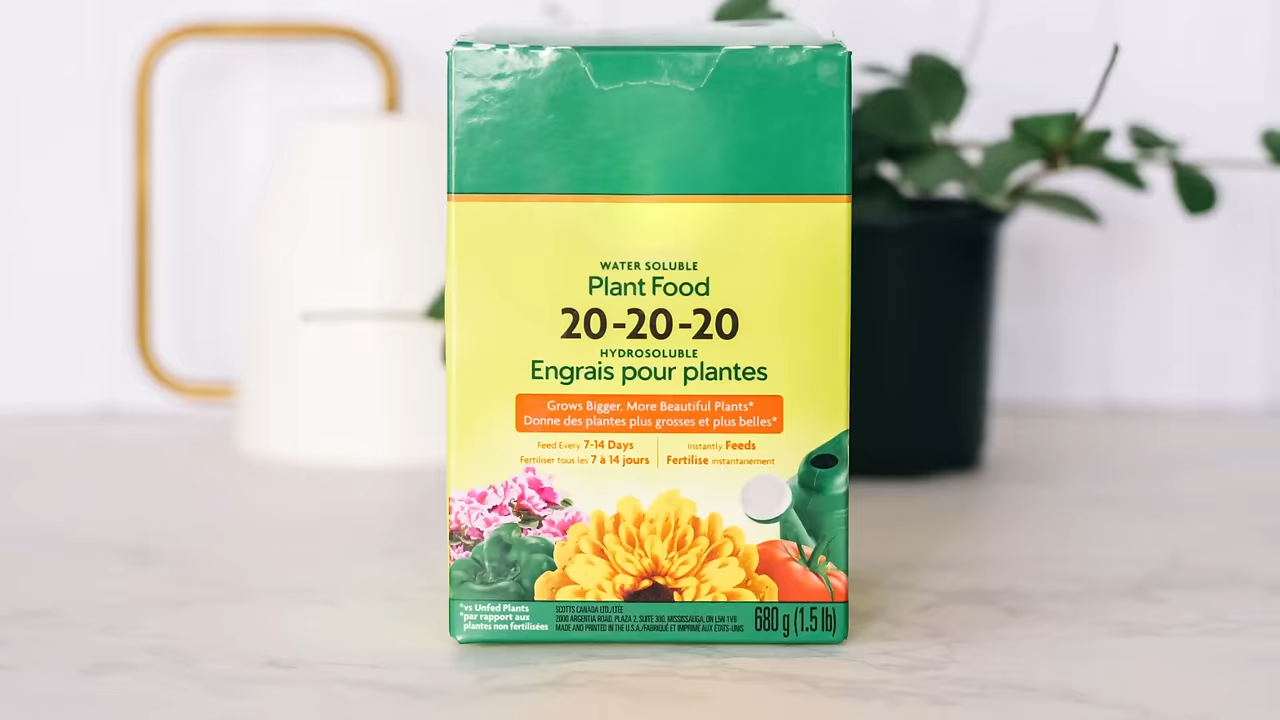 WATER SOLUBLE
Plant Food
20-20-20
HYDROSOLUBLE
Engrais pour plantes
Grows Bigger, More Beautiful Plants*
Donne des plantes plus grosses et plus belles*
Feed Every 7-14 Days
Fertiliser tous les 7 à 14 jours
Instantly Feeds
Fertilise instantanément
*vs Unfed Plants
*par rapport aux
plantes non fertilisées
SCOTTS CANADA LTD./LTÉE
2000 ARGENTIA ROAD, PLAZA 2, SUITE 300, MISSISSAUGA, ON L5N 1V8
MADE AND PRINTED IN THE U.S.A./FABRIQUÉ ET IMPRIMÉ AUX ÉTATS-UNIS
680 g (1.5 lb)